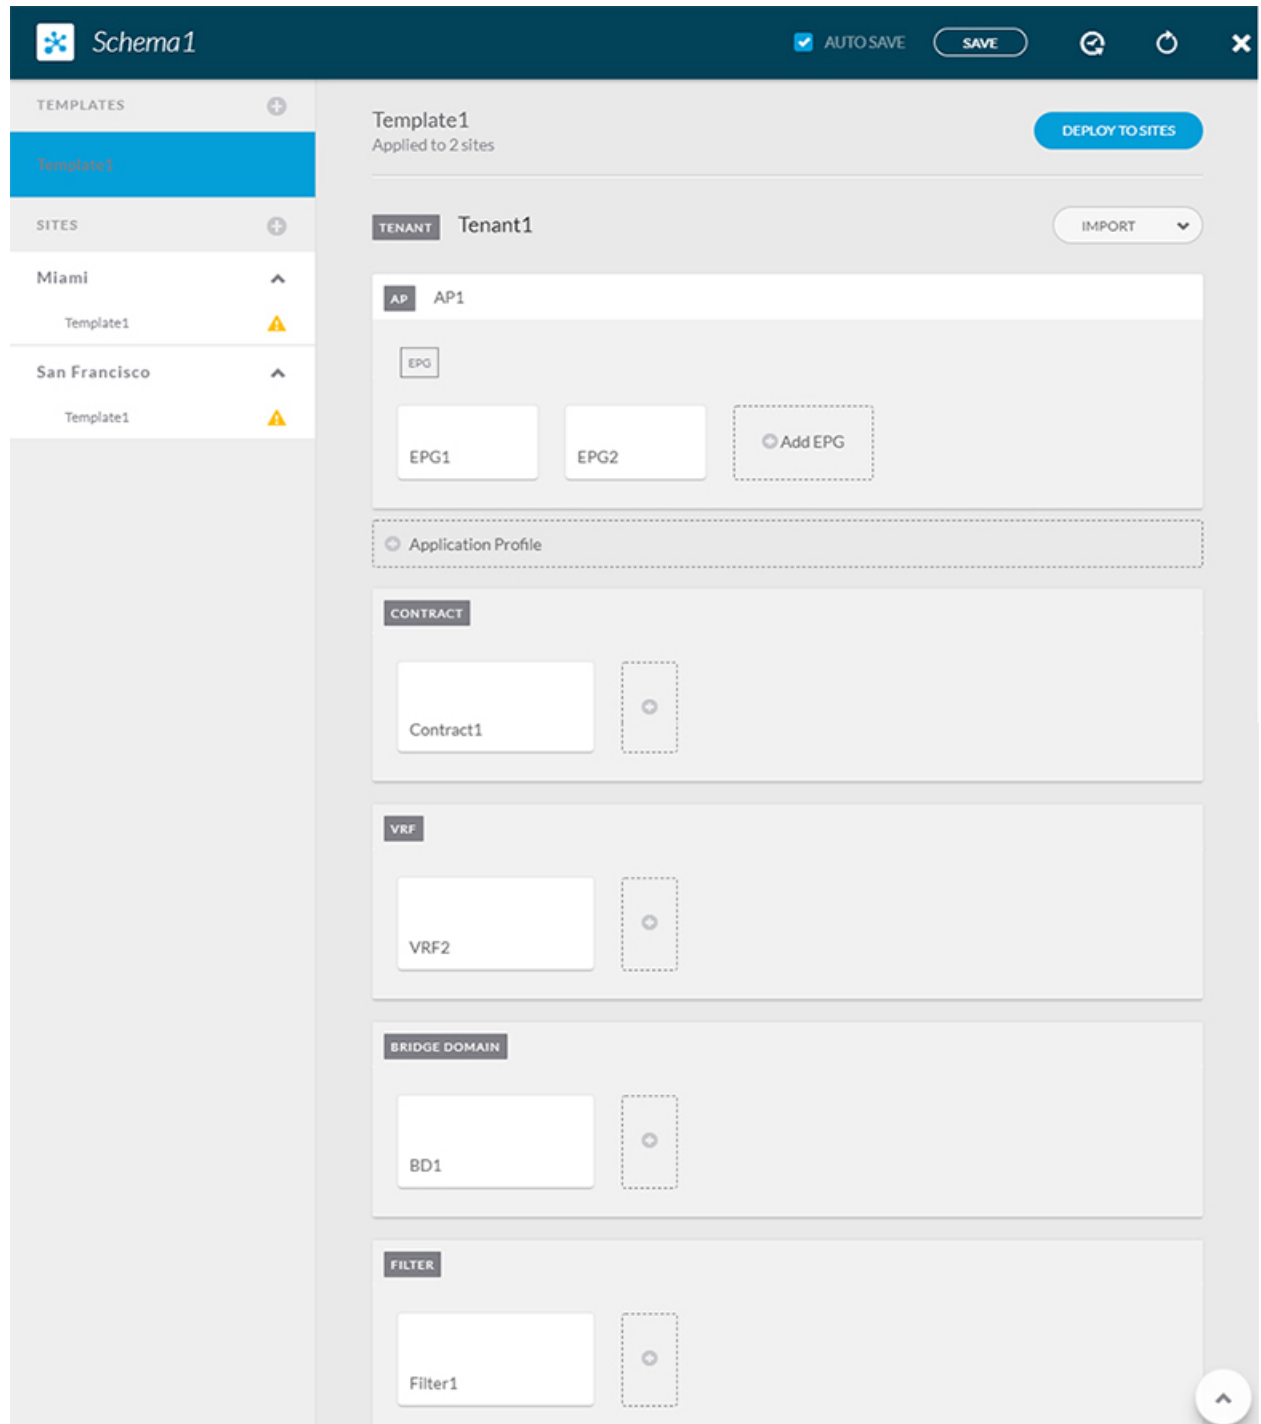 Schema1
AUTO SAVE
SAVE
TEMPLATES
Template1
SITES
Miami
Template1
San Francisco
Template1
Template1
Applied to 2 sites
DEPLOY TO SITES
TENANT Tenant1
IMPORT
AP AP1
EPG
EPG1
EPG2
Add EPG
Application Profile
CONTRACT
Contract1
VRF
VRF2
BRIDGE DOMAIN
BD1
FILTER
Filter1